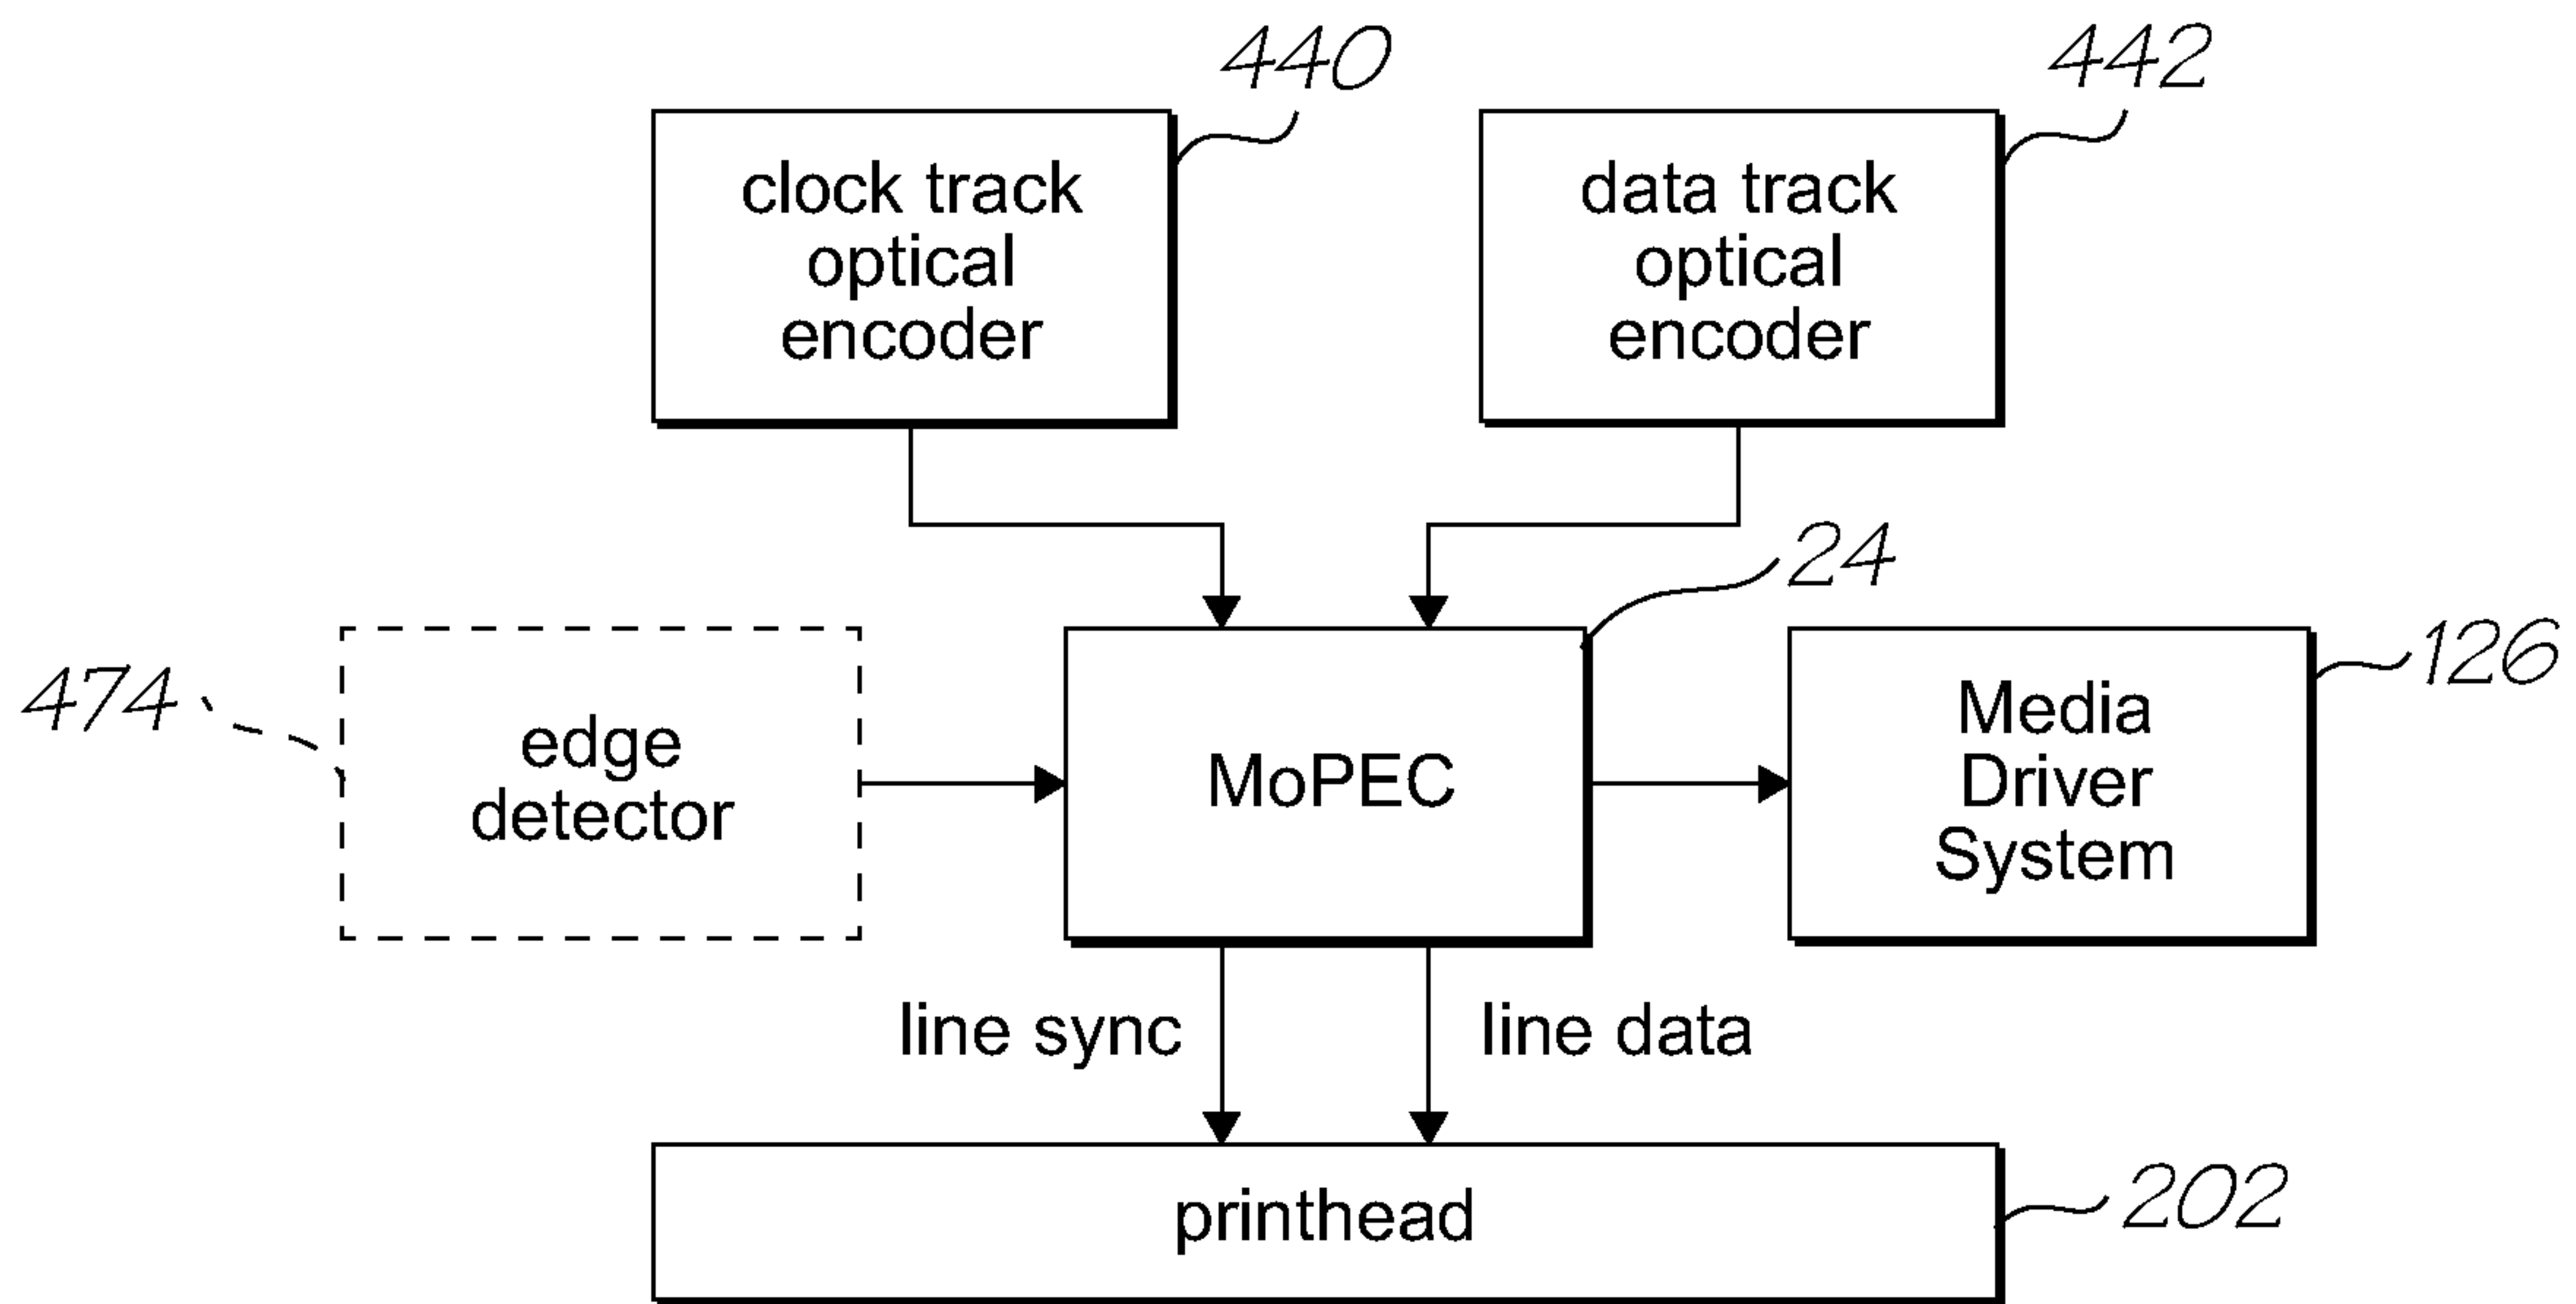 440
442
clock track
optical
encoder
data track
optical
encoder
24
474
edge
detector
MoPEC
Media
Driver
System
126
line sync
line data
printhead
202